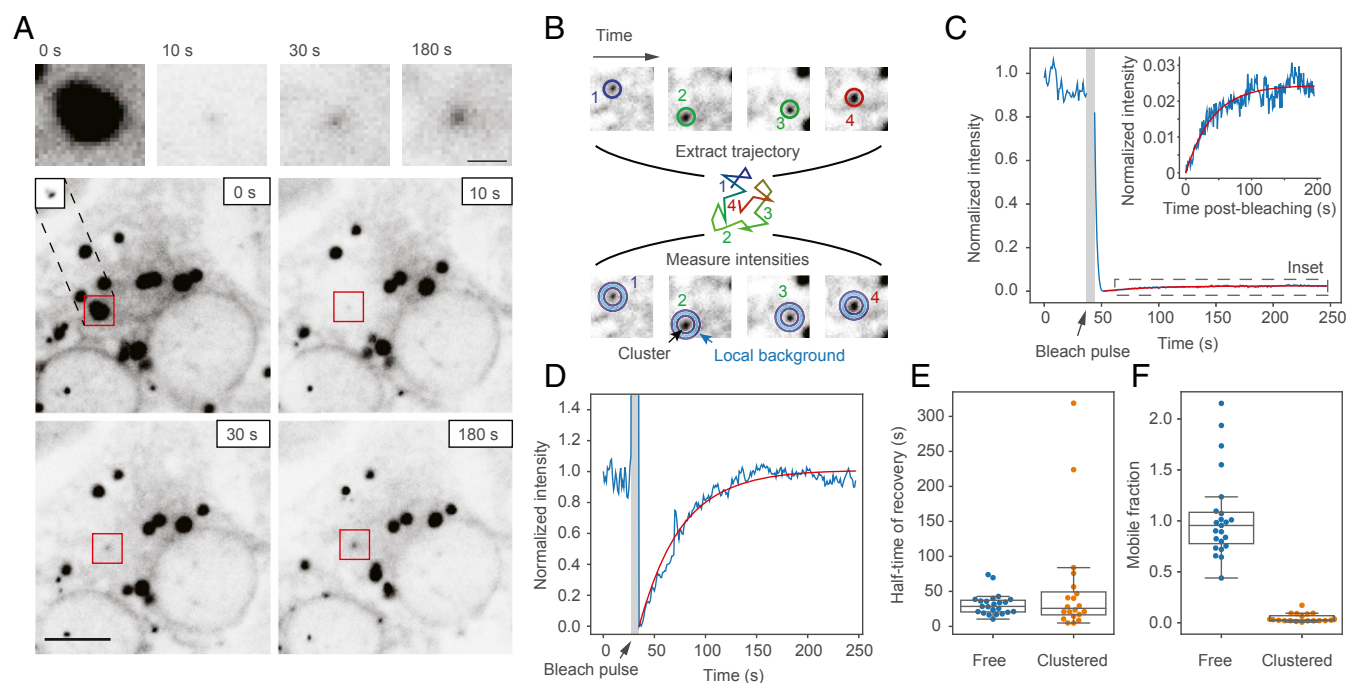 A
0 s
10 s
30 s
180 s
0 s
10 s
30 s
180 s
B
Time
1
2
3
4
Extract trajectory
1
4
3
2
Measure intensities
1
2
3
4
Cluster
Local background
C
Normalized intensity
1.0
0.8
0.6
0.4
0.2
0.0
0
50
100
150
200
250
Time (s)
Bleach pulse
Inset
Normalized intensity
0.03
0.02
0.01
0
0
100
200
Time post-bleaching (s)
D
Normalized intensity
1.4
1.2
1.0
0.8
0.6
0.4
0.2
0.0
0
50
100
150
200
250
Bleach pulse
Time (s)
E
Half-time of recovery (s)
300
250
200
150
100
50
0
Free
Clustered
F
Mobile fraction
2.0
1.5
1.0
0.5
0.0
Free
Clustered